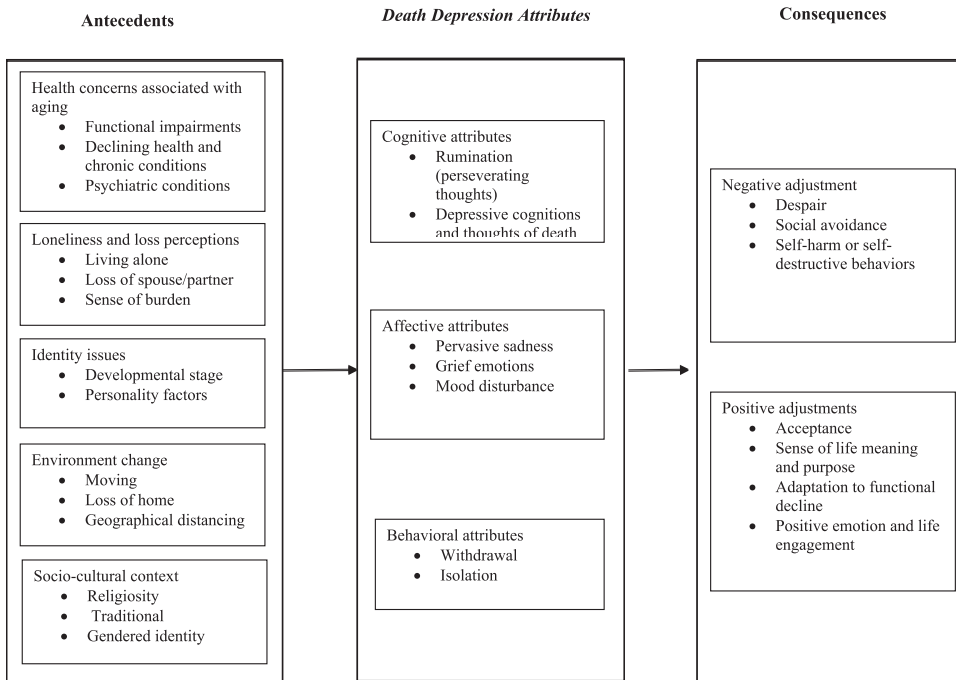 Antecedents
Death Depression Attributes
Consequences
Health concerns associated with
aging
• Functional impairments
• Declining health and
chronic conditions
• Psychiatric conditions
Loneliness and loss perceptions
• Living alone
• Loss of spouse/partner
• Sense of burden
Identity issues
• Developmental stage
• Personality factors
Environment change
• Moving
• Loss of home
• Geographical distancing
Socio-cultural context
• Religiosity
• Traditional
• Gendered identity
Cognitive attributes
• Rumination
(perseverating
thoughts)
• Depressive cognitions
and thoughts of death
Affective attributes
• Pervasive sadness
• Grief emotions
• Mood disturbance
Behavioral attributes
• Withdrawal
• Isolation
Negative adjustment
• Despair
• Social avoidance
• Self-harm or self-
destructive behaviors
Positive adjustments
• Acceptance
• Sense of life meaning
and purpose
• Adaptation to functional
decline
• Positive emotion and life
engagement